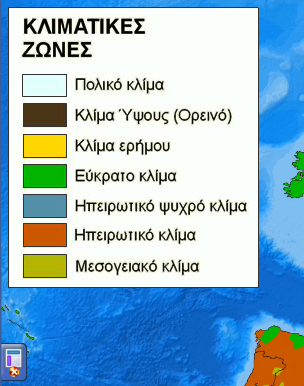 ΚΛΙΜΑΤΙΚΕΣ
ΖΩΝΕΣ
Πολικό κλίμα
Κλίμα Ύψους (Ορεινό)
Κλίμα ερήμου
Εύκρατο κλίμα
Ηπειρωτικό ψυχρό κλίμα
Ηπειρωτικό κλίμα
Μεσογειακό κλίμα